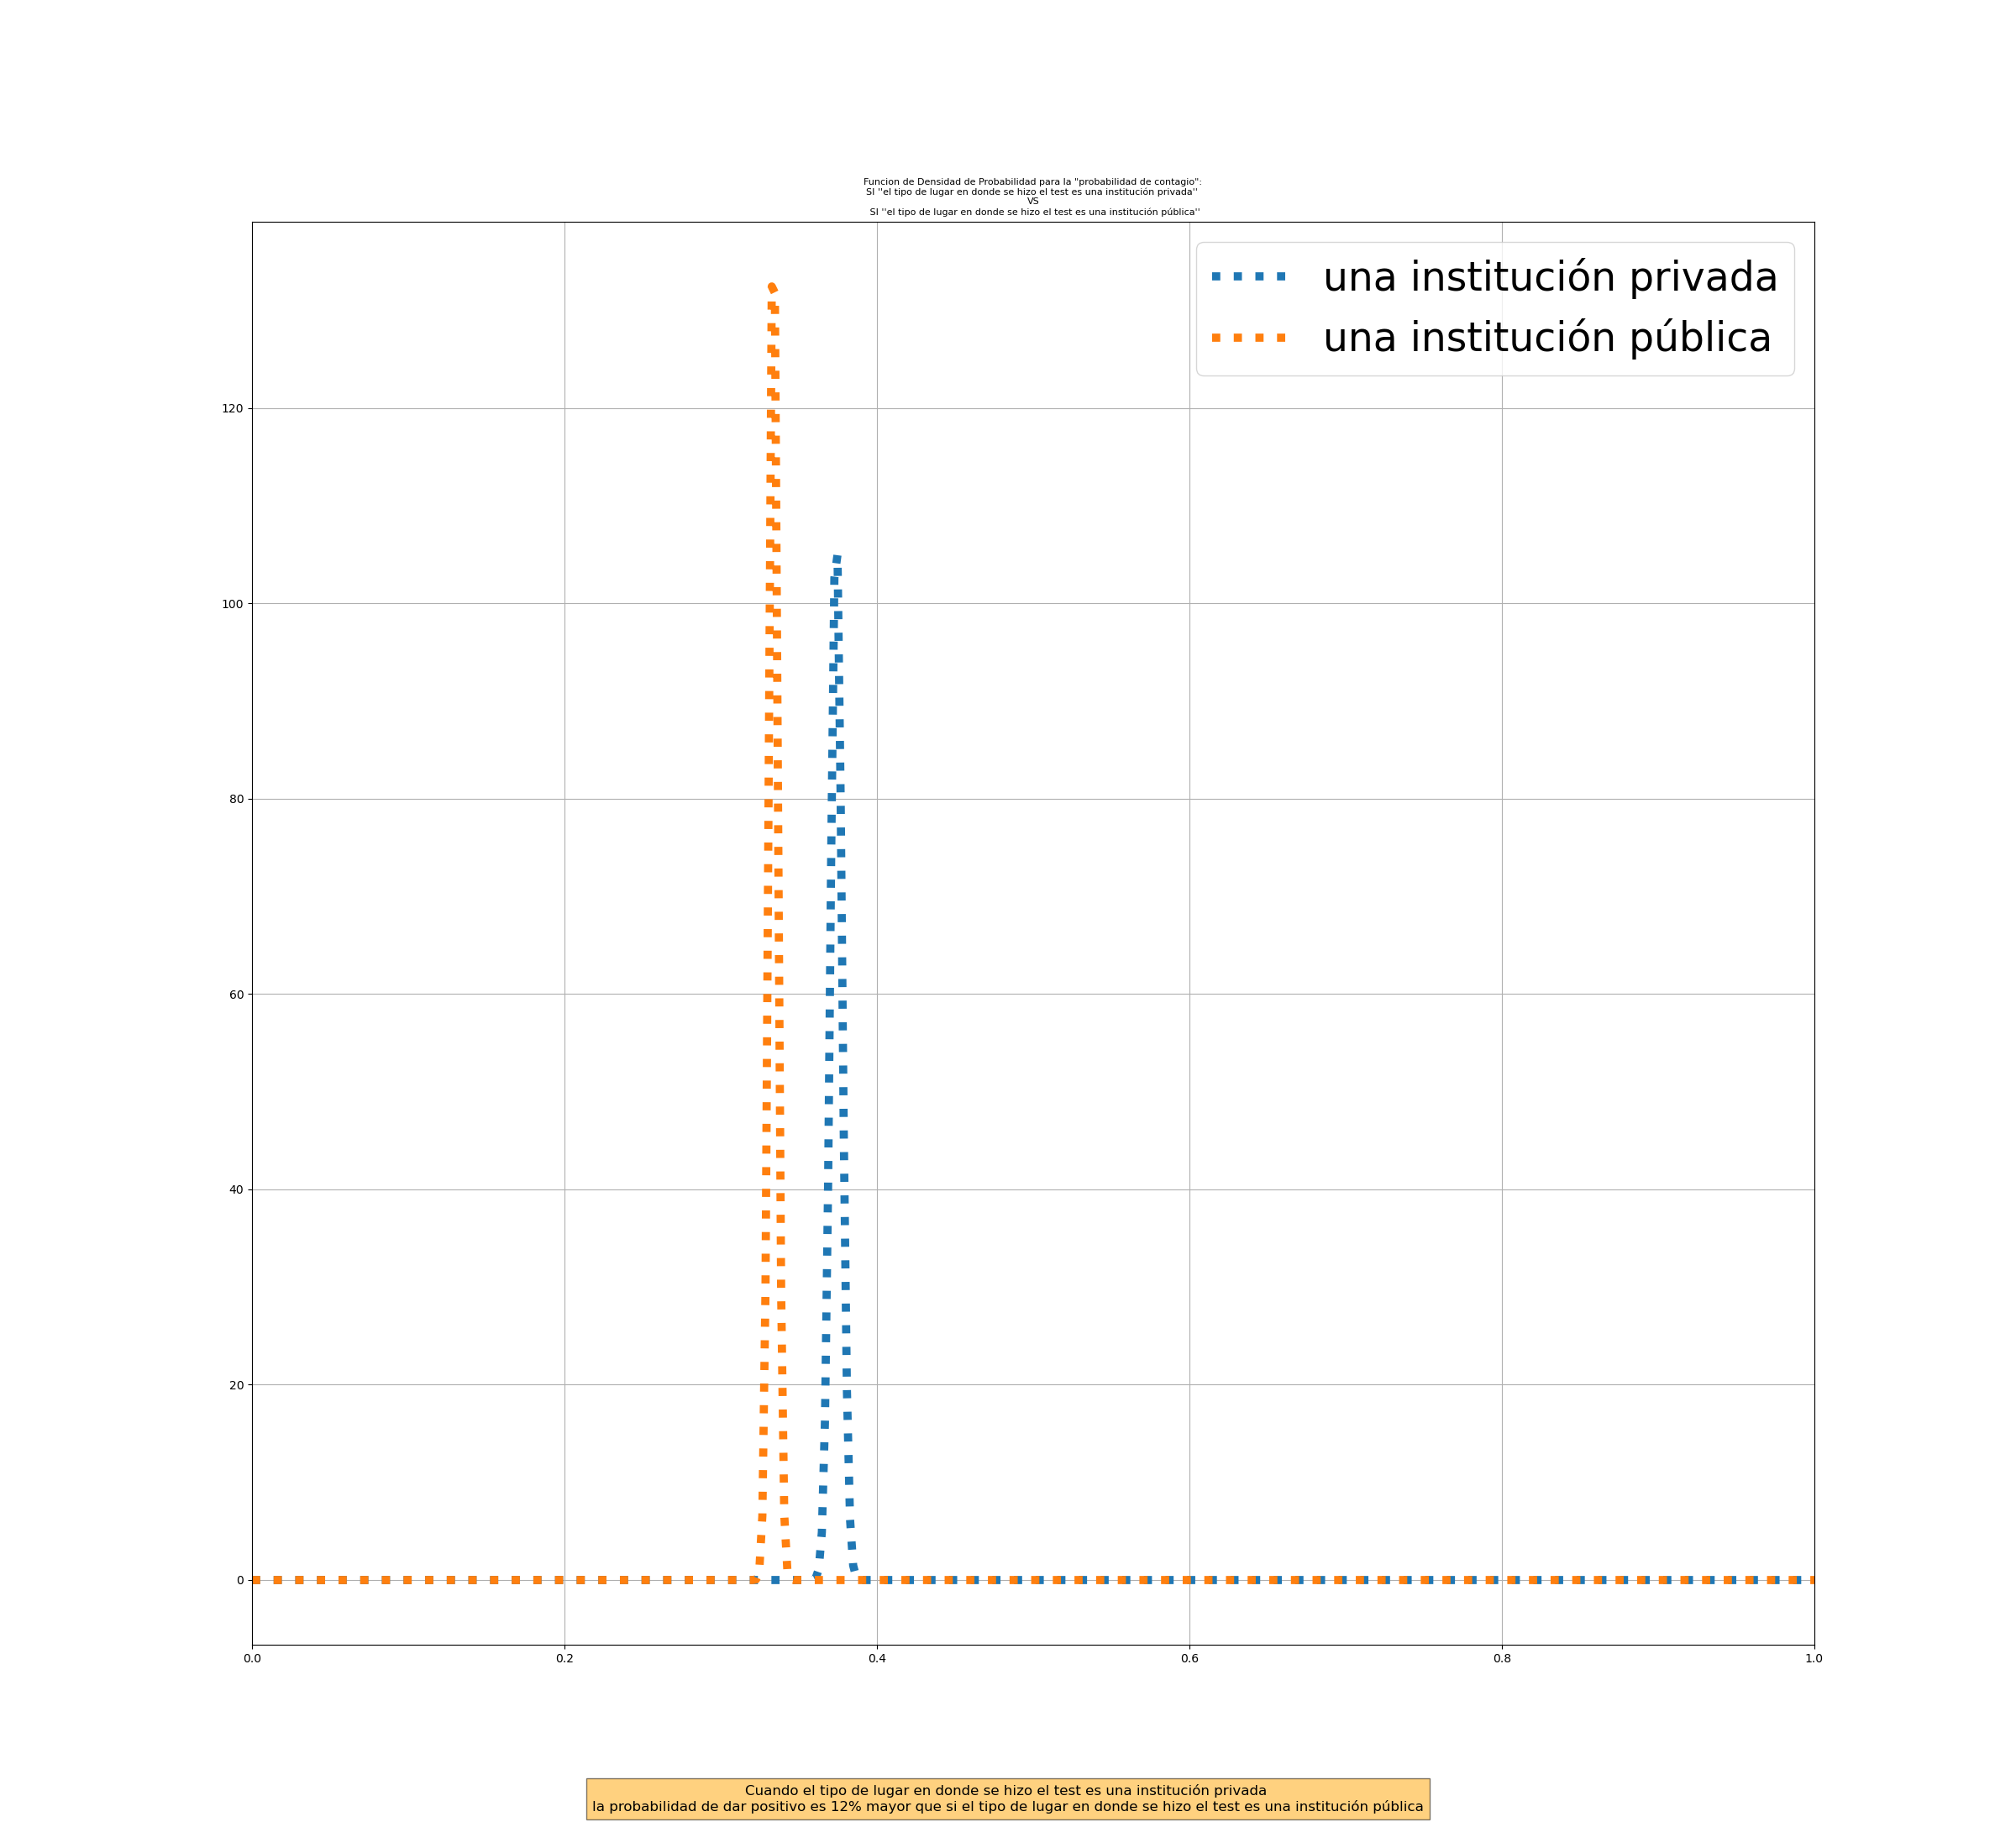 Funcion de Densidad de Probabilidad para la "probabilidad de contagio":
SI ''el tipo de lugar en donde se hizo el test es una institución privada''
VS
SI ''el tipo de lugar en donde se hizo el test es una institución pública''
una institución privada
una institución pública
120
100
80
60
40
20
0
0.0 0.2 0.4 0.6 0.8 1.0
Cuando el tipo de lugar en donde se hizo el test es una institución privada
la probabilidad de dar positivo es 12% mayor que si el tipo de lugar en donde se hizo el test es una institución pública